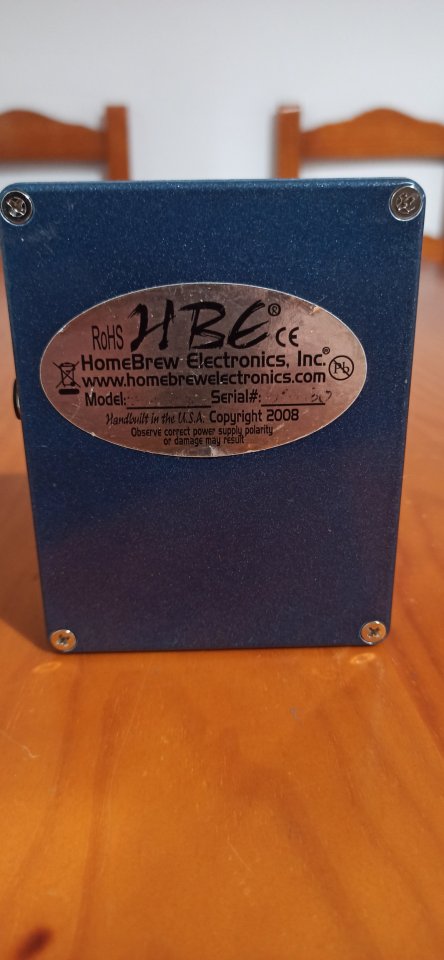 RoHS HBE® CE
HomeBrew Electronics, Inc.®
Pb
www.homebrewelectronics.com
Model: Serial#:
Handbuilt in the U.S.A. Copyright 2008
Observe correct power supply polarity
or damage may result